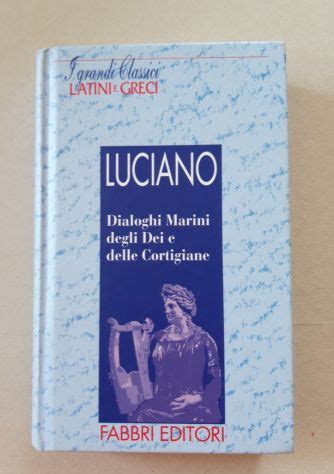 I grandi Classici
LATINI E GRECI
LUCIANO
Dialoghi Marini
degli Dei e
delle Cortigiane
FABBRI EDITORI